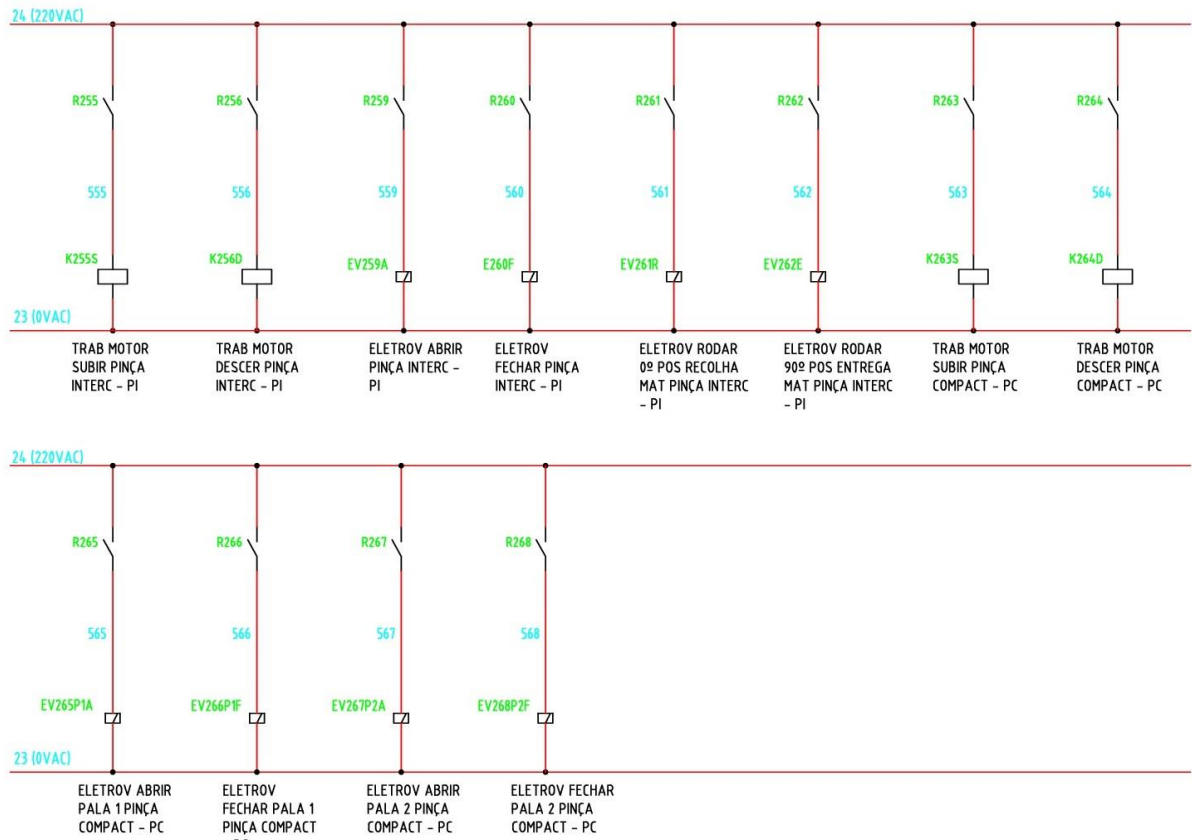 24 (220VAC)
R255 R256 R259 R260 R261 R262 R263 R264
555 556 559 560 561 562 563 564
K255S K256D EV259A E260F EV261R EV262E K263S K264D
23 (0VAC)
TRAB MOTOR
SUBIR PINÇA
INTERC - PI
TRAB MOTOR
DESCER PINÇA
INTERC - PI
ELETROV ABRIR
PINÇA INTERC -
PI
ELETROV
FECHAR PINÇA
INTERC - PI
ELETROV RODAR
0º POS RECOLHA
MAT PINÇA INTERC
- PI
ELETROV RODAR
90º POS ENTREGA
MAT PINÇA INTERC
- PI
TRAB MOTOR
SUBIR PINÇA
COMPACT - PC
TRAB MOTOR
DESCER PINÇA
COMPACT - PC
24 (220VAC)
R265 R266 R267 R268
565 566 567 568
EV265P1A EV266P1F EV267P2A EV268P2F
23 (0VAC)
ELETROV ABRIR
PALA 1 PINÇA
COMPACT - PC
ELETROV
FECHAR PALA 1
PINÇA COMPACT
ELETROV ABRIR
PALA 2 PINÇA
COMPACT - PC
ELETROV FECHAR
PALA 2 PINÇA
COMPACT - PC